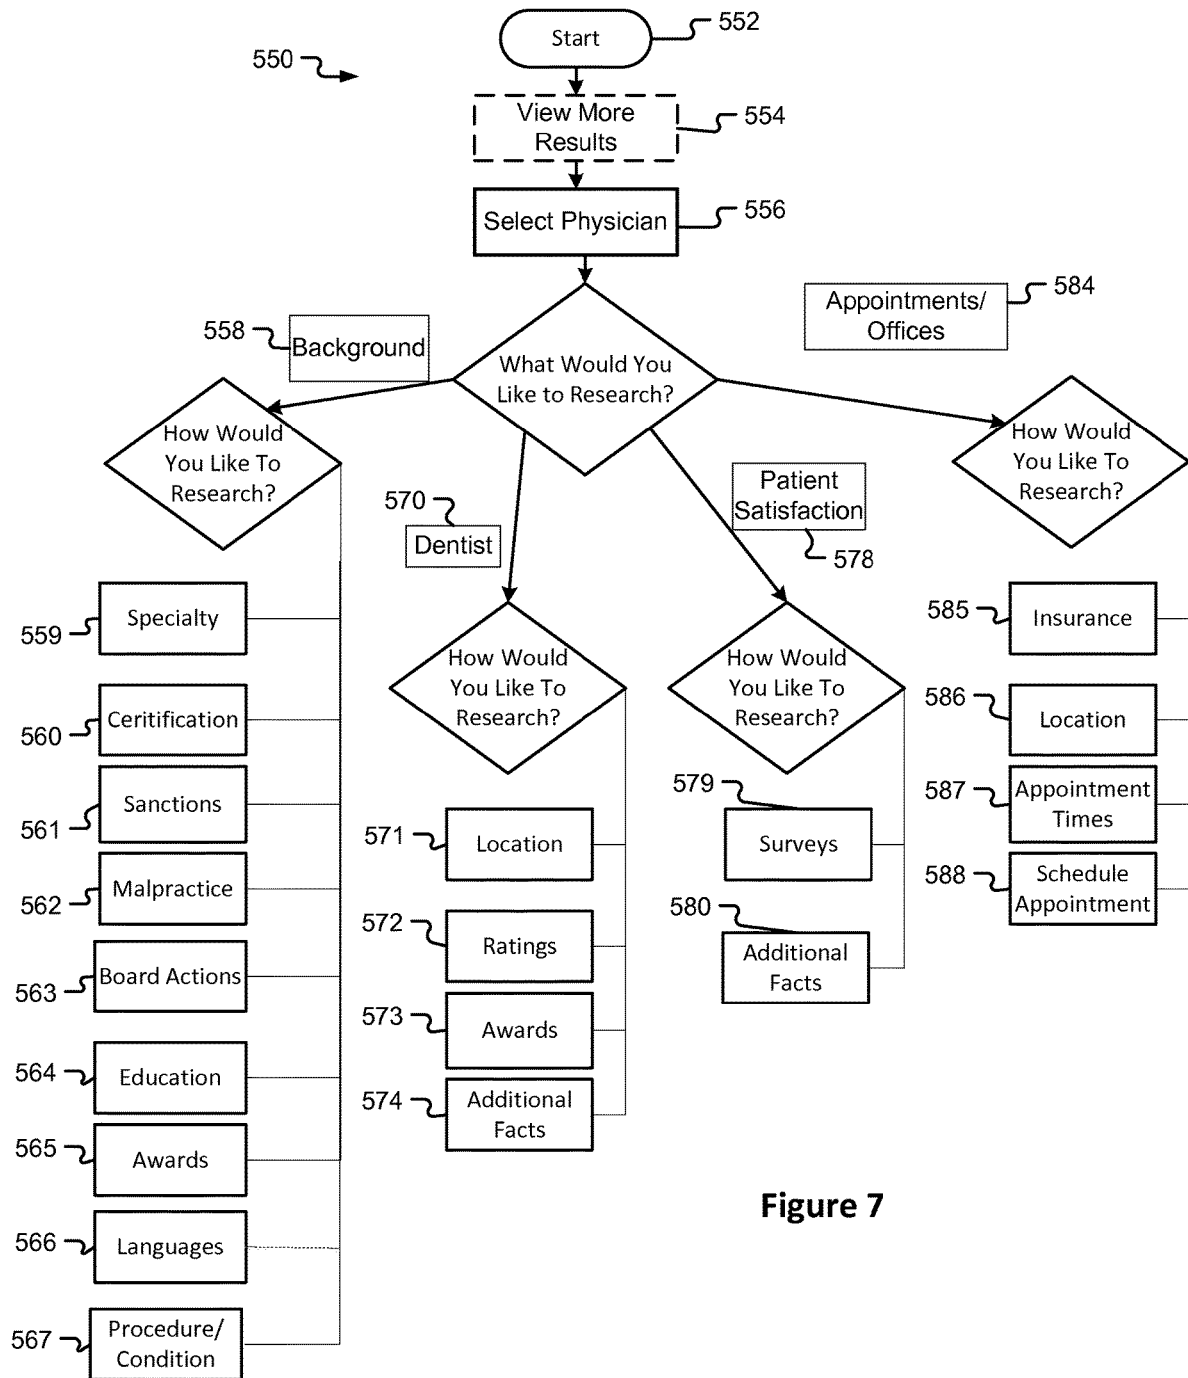 Start
552
550
View More
Results
554
Select Physician
556
What Would You
Like to Research?
558
Background
How Would
You Like To
Research?
559
Specialty
560
Ceritification
561
Sanctions
562
Malpractice
563
Board Actions
564
Education
565
Awards
566
Languages
567
Procedure/
Condition
570
Dentist
How Would
You Like To
Research?
571
Location
572
Ratings
573
Awards
574
Additional
Facts
Patient
Satisfaction
578
How Would
You Like To
Research?
579
Surveys
580
Additional
Facts
Appointments/
Offices
584
How Would
You Like To
Research?
585
Insurance
586
Location
587
Appointment
Times
588
Schedule
Appointment
Figure 7